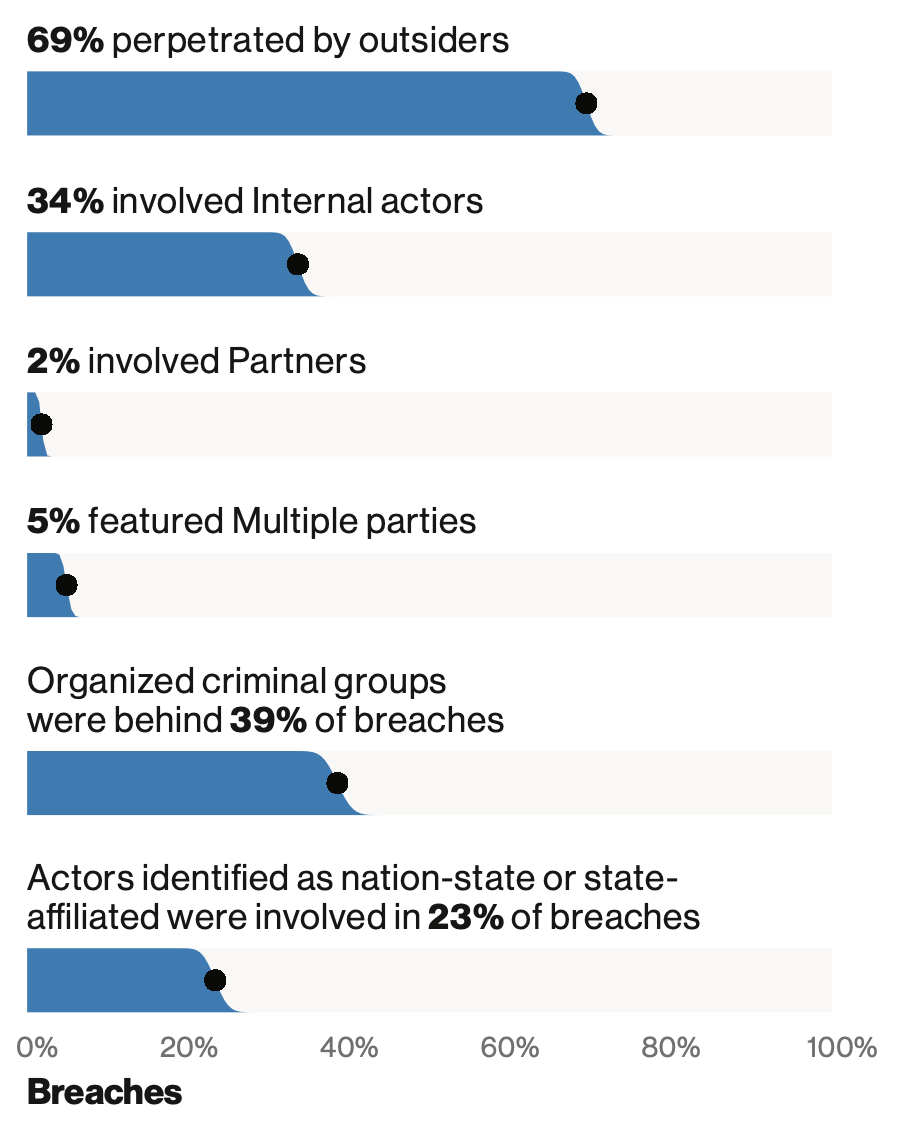 69% perpetrated by outsiders
34% involved Internal actors
2% involved Partners
5% featured Multiple parties
Organized criminal groups
were behind 39% of breaches
Actors identified as nation-state or state-
affiliated were involved in 23% of breaches
0% 20% 40% 60% 80% 100%
Breaches